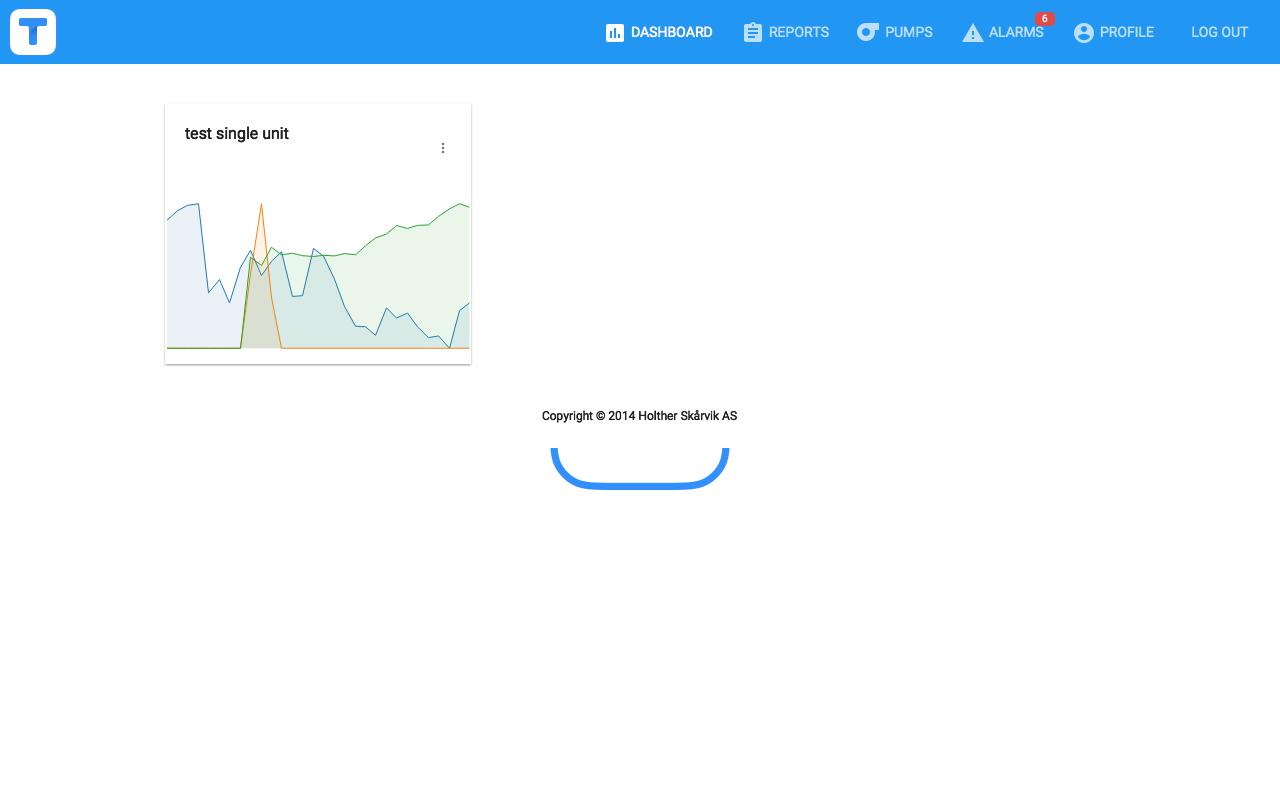 T
DASHBOARD REPORTS PUMPS ALARMS 6 PROFILE LOG OUT
test single unit
Copyright © 2014 Holther Skårvik AS